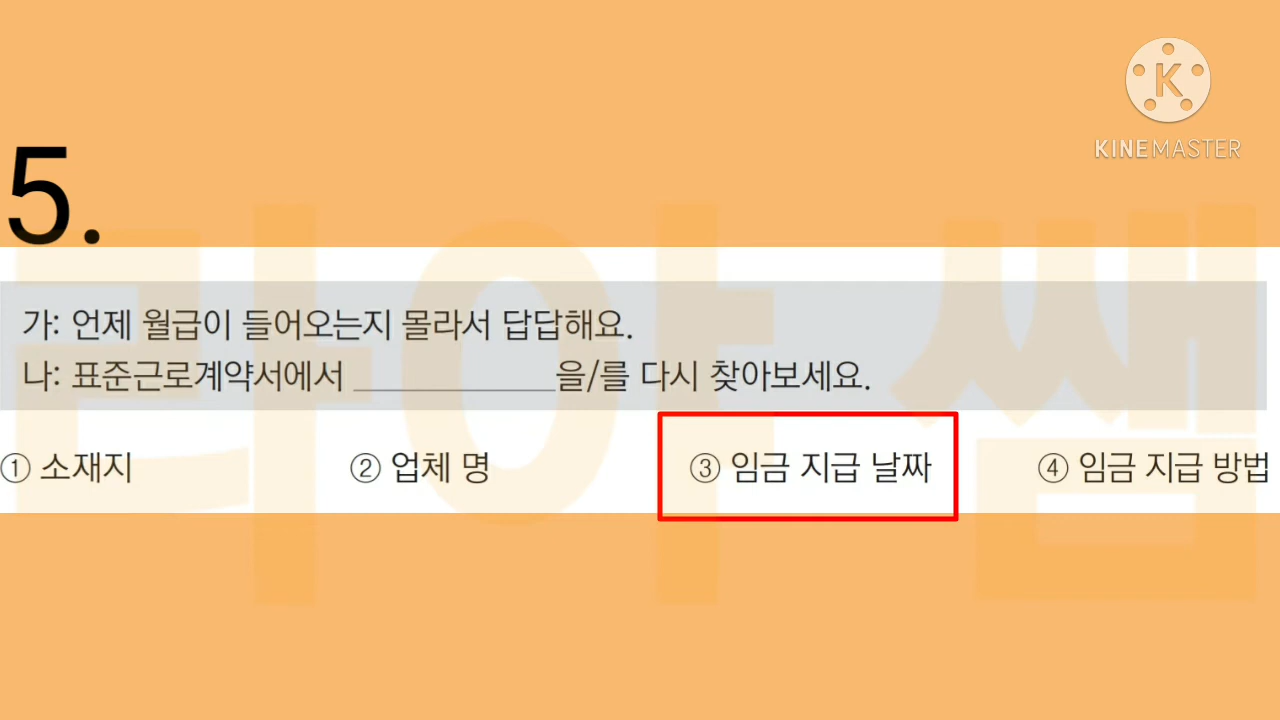 KINEMASTER
5.
가: 언제 월급이 들어오는지 몰라서 답답해요.
나: 표준근로계약서에서 ____________을/를 다시 찾아보세요.
① 소재지 ② 업체 명 ③ 임금 지급 날짜 ④ 임금 지급 방법
라야쌤